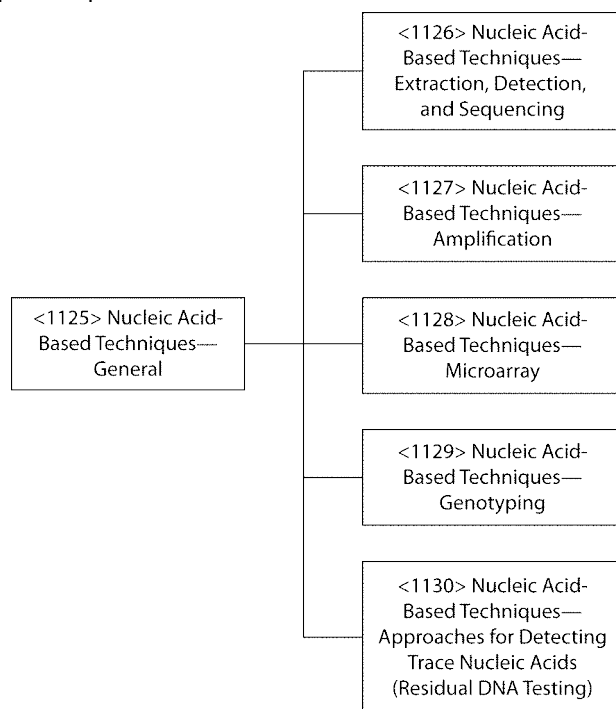 <1126> Nucleic Acid-
Based Techniques—
Extraction, Detection,
and Sequencing
<1127> Nucleic Acid-
Based Techniques—
Amplification
<1125> Nucleic Acid-
Based Techniques—
General
<1128> Nucleic Acid-
Based Techniques—
Microarray
<1129> Nucleic Acid-
Based Techniques—
Genotyping
<1130> Nucleic Acid-
Based Techniques—
Approaches for Detecting
Trace Nucleic Acids
(Residual DNA Testing)